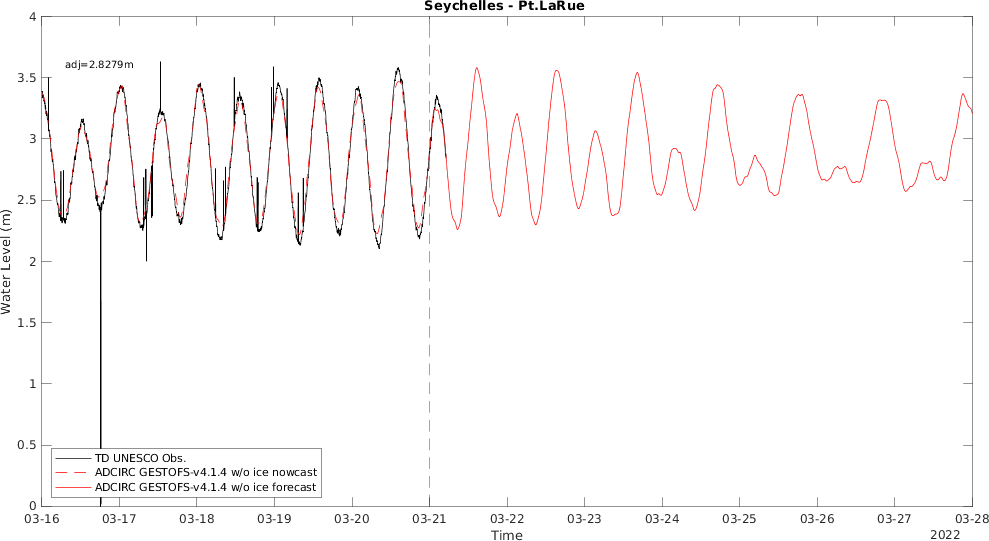 Seychelles - Pt.LaRue
adj=2.8279m
Water Level (m)
4
3.5
3
2.5
2
1.5
1
0.5
0
TD UNESCO Obs.
ADCIRC GESTOFS-v4.1.4 w/o ice nowcast
ADCIRC GESTOFS-v4.1.4 w/o ice forecast
03-16 03-17 03-18 03-19 03-20 03-21 03-22 03-23 03-24 03-25 03-26 03-27 03-28
Time
2022